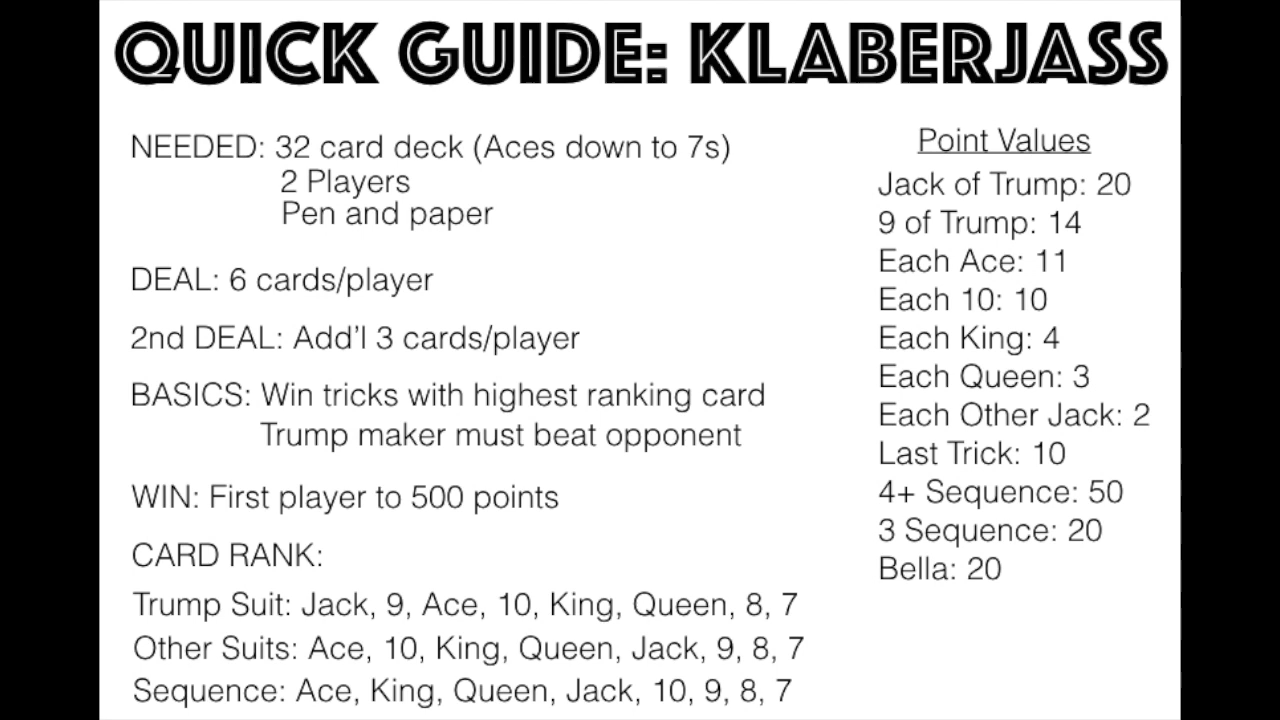 QUICK GUIDE: KLABERJASS
NEEDED: 32 card deck (Aces down to 7s)
2 Players
Pen and paper
DEAL: 6 cards/player
2nd DEAL: Add'l 3 cards/player
BASICS: Win tricks with highest ranking card
Trump maker must beat opponent
WIN: First player to 500 points
CARD RANK:
Trump Suit: Jack, 9, Ace, 10, King, Queen, 8, 7
Other Suits: Ace, 10, King, Queen, Jack, 9, 8, 7
Sequence: Ace, King, Queen, Jack, 10, 9, 8, 7
Point Values
Jack of Trump: 20
9 of Trump: 14
Each Ace: 11
Each 10: 10
Each King: 4
Each Queen: 3
Each Other Jack: 2
Last Trick: 10
4+ Sequence: 50
3 Sequence: 20
Bella: 20